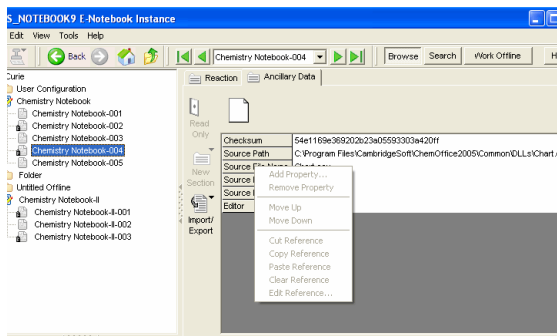 S_NOTEBOOK9 E-Notebook Instance
Edit View Tools Help
Back
Chemistry Notebook-004
Browse Search Work Offline H
Curie
User Configuration
Chemistry Notebook
Chemistry Notebook-001
Chemistry Notebook-002
Chemistry Notebook-003
Chemistry Notebook-004
Chemistry Notebook-005
Folder
Untitled Offline
Chemistry Notebook-II
Chemistry Notebook-II-001
Chemistry Notebook-II-002
Chemistry Notebook-II-003
Reaction Ancillary Data
Read
Only
New
Section
Import/
Export
Checksum 54e1169e369202b23a05593303a420ff
Source Path C:\Program Files\CambridgeSoft\ChemOffice2005\Common\DLLs\Chart.
Source
Source
Source
Editor
Add Property...
Remove Property
Move Up
Move Down
Cut Reference
Copy Reference
Paste Reference
Clear Reference
Edit Reference...